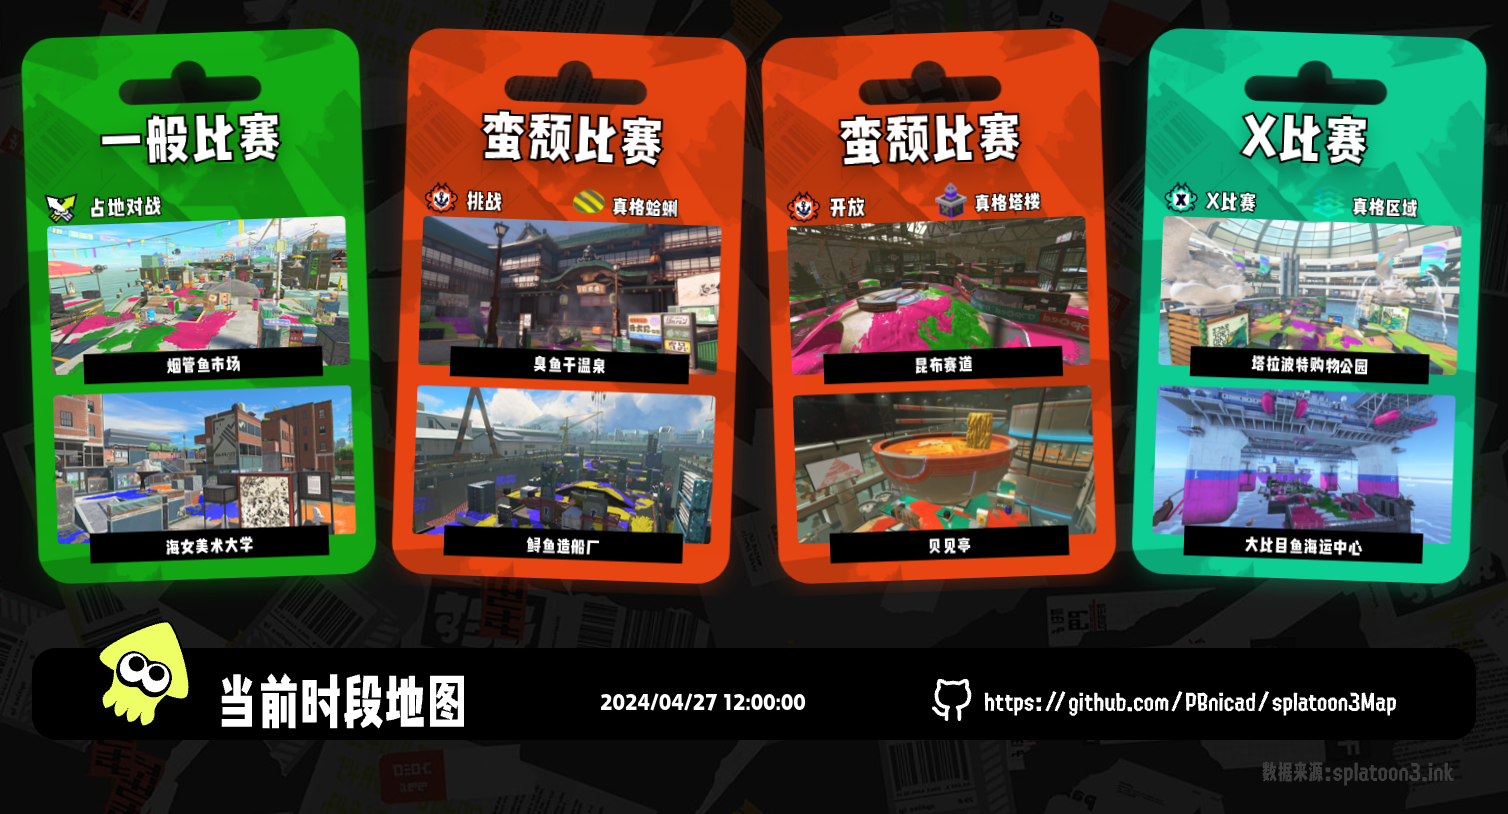 一般比赛
占地对战
烟管鱼市场
海女美术大学
蛮颓比赛
挑战
真格蛤蜊
臭鱼干温泉
鲟鱼造船厂
蛮颓比赛
开放
真格塔楼
昆布赛道
贝见亭
X比赛
X比赛
真格区域
塔拉波特购物公园
大比目鱼海运中心
当前时段地图
2024/04/27 12:00:00
https://github.com/PBnicad/splatoon3Map
数据来源:splatoon3.ink